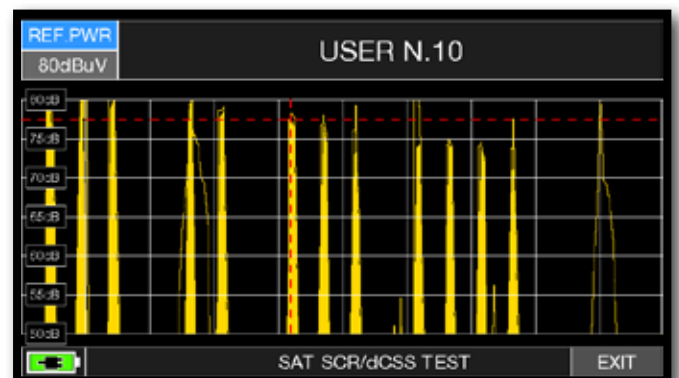 REF.PWR
80dBuV
USER N.10
80dB
75dB
70dB
65dB
60dB
55dB
50dB
SAT SCR/dCSS TEST
EXIT